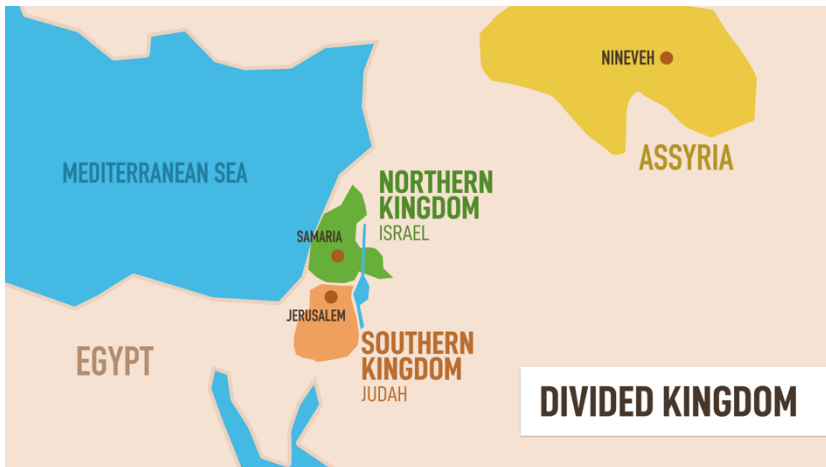 NINEVEH
ASSYRIA
MEDITERRANEAN SEA
NORTHERN
KINGDOM
ISRAEL
SAMARIA
JERUSALEM
SOUTHERN
KINGDOM
JUDAH
EGYPT
DIVIDED KINGDOM